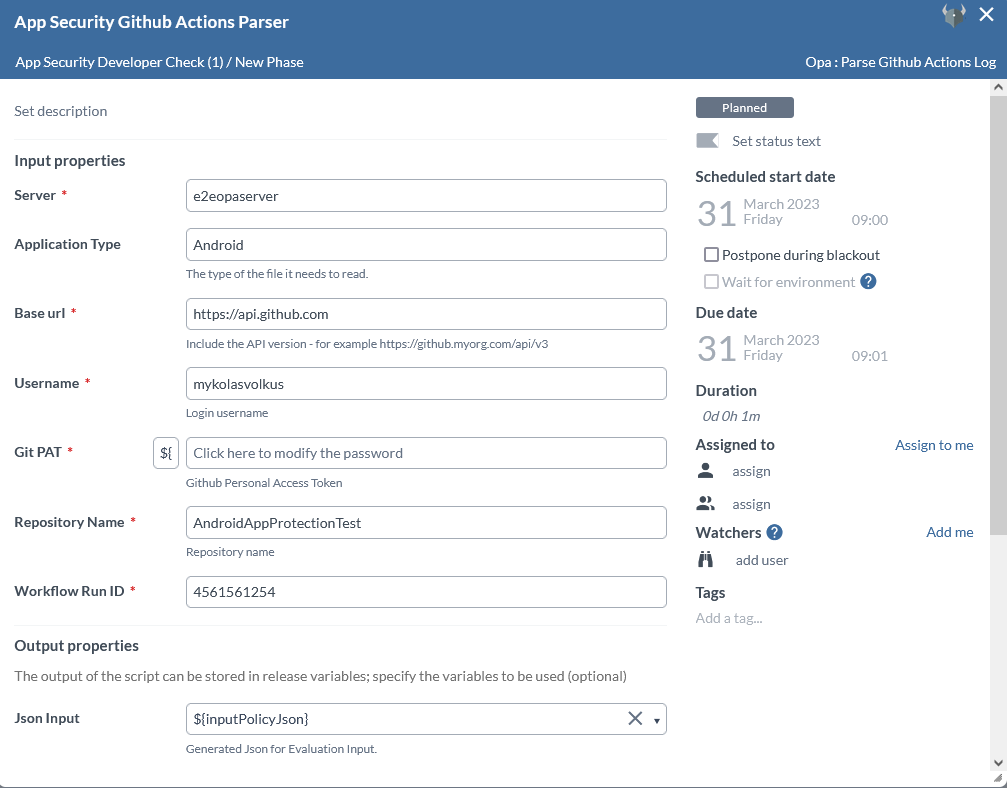 App Security Github Actions Parser
App Security Developer Check (1) / New Phase
Opa : Parse Github Actions Log
Set description
Input properties
Server *
e2eopaserver
Application Type
Android
The type of the file it needs to read.
Base url *
https://api.github.com
Include the API version - for example https://github.myorg.com/api/v3
Username *
mykolasvolkus
Login username
Git PAT *
${
Click here to modify the password
Github Personal Access Token
Repository Name *
AndroidAppProtectionTest
Repository name
Workflow Run ID *
4561561254
Output properties
The output of the script can be stored in release variables; specify the variables to be used (optional)
Json Input
${inputPolicyJson}
Generated Json for Evaluation Input.
Planned
Set status text
Scheduled start date
31 March 2023
Friday
09:00
Postpone during blackout
Wait for environment ?
Due date
31 March 2023
Friday
09:01
Duration
0d 0h 1m
Assigned to
Assign to me
assign
assign
Watchers ?
Add me
add user
Tags
Add a tag...